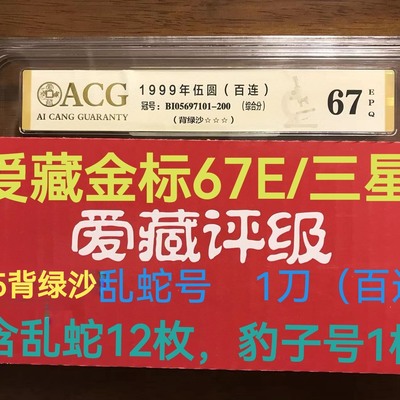 ACG
AI CANG GUARANTY
1999年伍圆（百连）
冠号：BI05697101-200 （综合分）
（背绿沙☆☆☆）
67
EPQ
爱藏金标67E/三星
爱藏评级
5背绿沙乱蛇号 1刀（百连
含乱蛇12枚，豹子号1枚